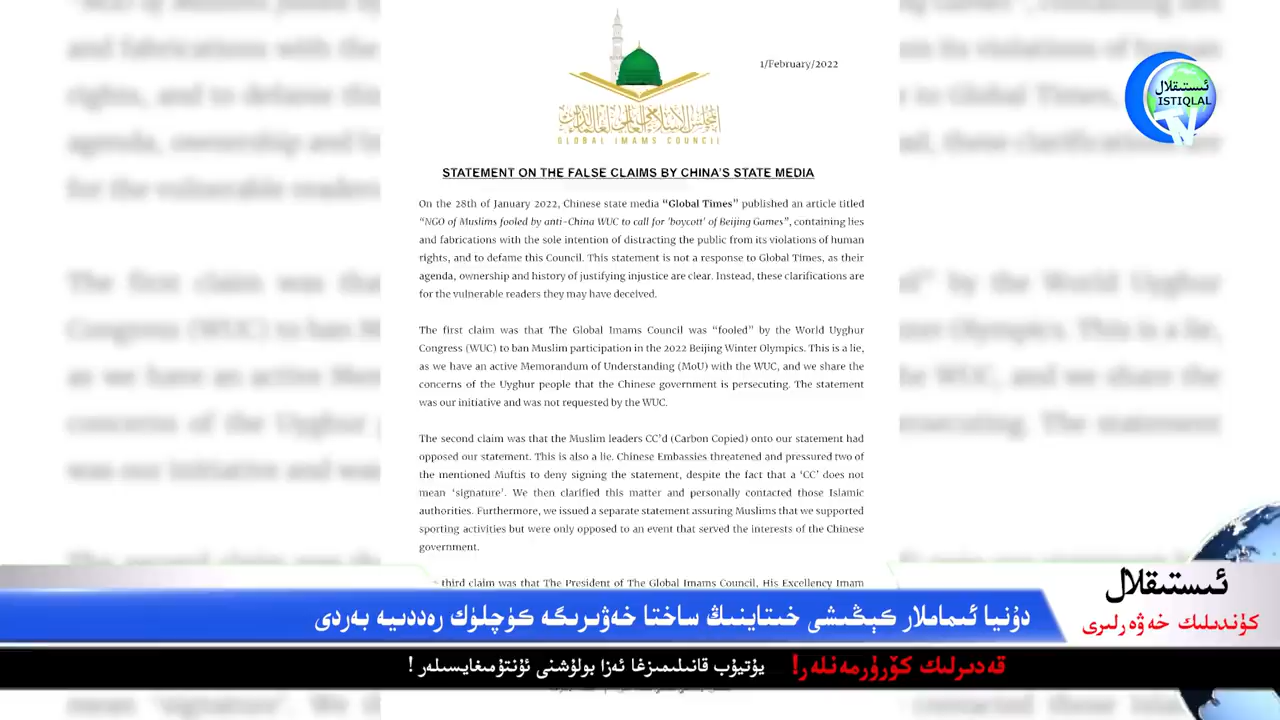 1/February/2022
GLOBAL IMAMS COUNCIL
ئىستىقلال
ISTIQLAL
TV
STATEMENT ON THE FALSE CLAIMS BY CHINA'S STATE MEDIA
On the 28th of January 2022, Chinese state media “Global Times” published an article titled
“NGO of Muslims fooled by anti-China WUC to call for 'boycott' of Beijing Games”, containing lies
and fabrications with the sole intention of distracting the public from its violations of human
rights, and to defame this Council. This statement is not a response to Global Times, as their
agenda, ownership and history of justifying injustice are clear. Instead, these clarifications are
for the vulnerable readers they may have deceived.
The first claim was that The Global Imams Council was “fooled” by the World Uyghur
Congress (WUC) to ban Muslim participation in the 2022 Beijing Winter Olympics. This is a lie,
as we have an active Memorandum of Understanding (MoU) with the WUC, and we share the
concerns of the Uyghur people that the Chinese government is persecuting. The statement
was our initiative and was not requested by the WUC.
The second claim was that the Muslim leaders CC’d (Carbon Copied) onto our statement had
opposed our statement. This is also a lie. Chinese Embassies threatened and pressured two of
the mentioned Muftis to deny signing the statement, despite the fact that a ‘CC’ does not
mean ‘signature’. We then clarified this matter and personally contacted those Islamic
authorities. Furthermore, we issued a separate statement assuring Muslims that we supported
sporting activities but were only opposed to an event that served the interests of the Chinese
government.
third claim was that The President of The Global Imams Council, His Excellency Imam
ئىستىقلال
كۈندىلىك خەۋەرلىرى
دۇنيا ئىماملار كېڭىشى خىتاينىڭ ساختا خەۋىرىگە كۈچلۈك رەددىيە بەردى
قەدىرلىك كۆرۈرمەنلەر! يۇتيۇب قانىلىمىزغا ئەزا بولۇشنى ئۇنتۇمىغايسىلەر !